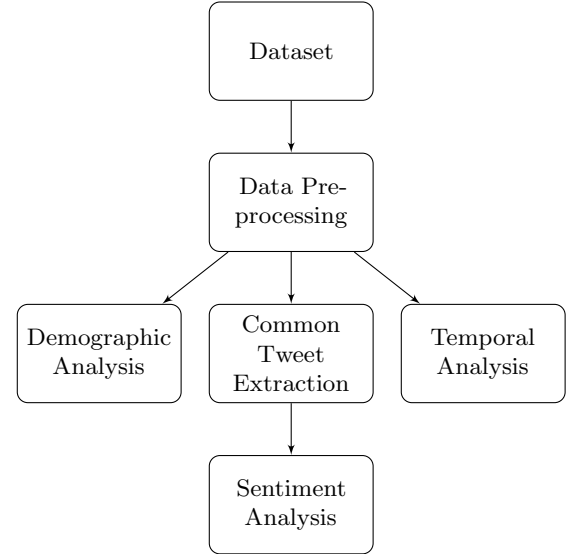 Dataset
Data Pre-
processing
Demographic
Analysis
Common
Tweet
Extraction
Temporal
Analysis
Sentiment
Analysis